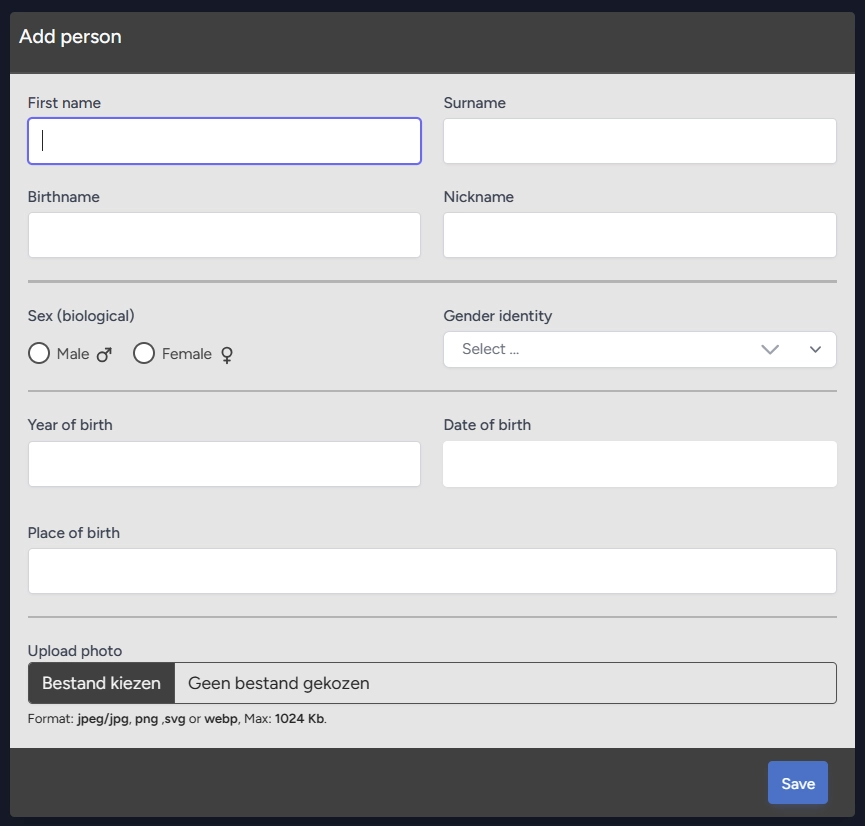 Add person
First name Surname
Birthname Nickname
Sex (biological) Gender identity
Male ♂ Female ♀ Select ...
Year of birth Date of birth
Place of birth
Upload photo
Bestand kiezen Geen bestand gekozen
Format: jpeg/jpg, png ,svg or webp, Max: 1024 Kb.
Save